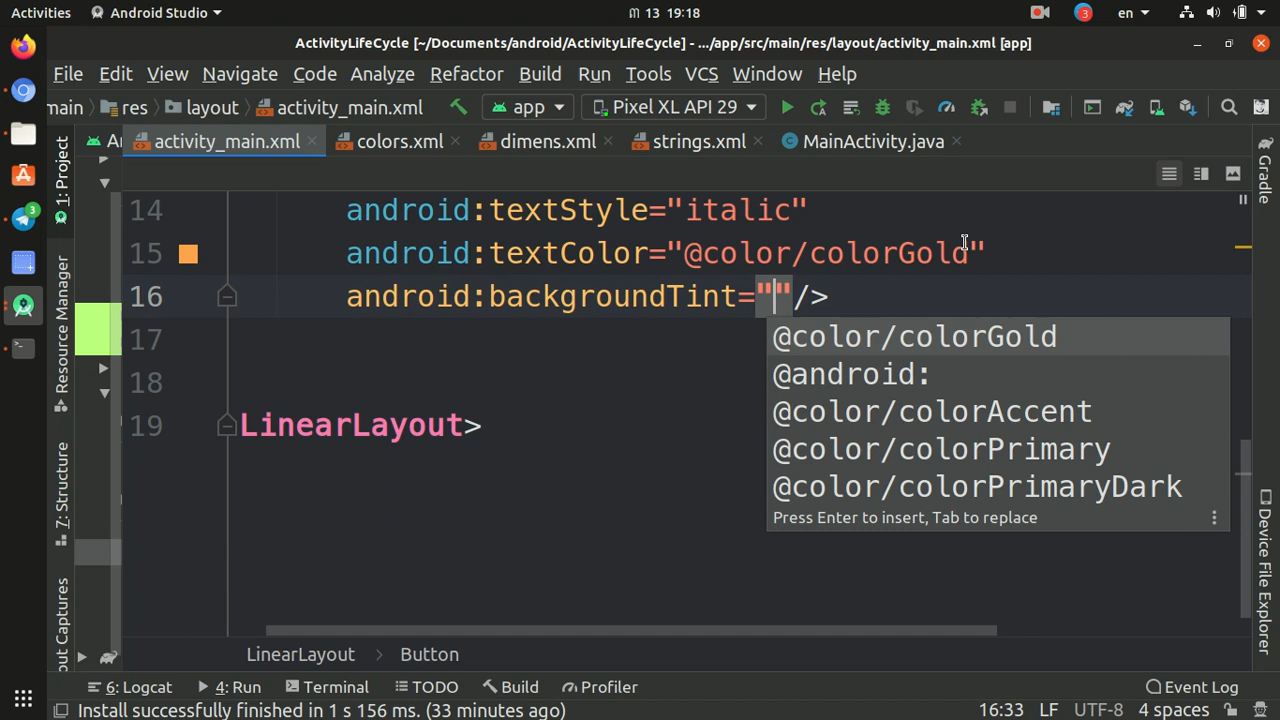 Activities Android Studio ო 13 19:18 3 en
ActivityLifeCycle [~/Documents/android/ActivityLifeCycle] - .../app/src/main/res/layout/activity_main.xml [app]
File Edit View Navigate Code Analyze Refactor Build Run Tools VCS Window Help
main res layout activity_main.xml app Pixel XL API 29
activity_main.xml colors.xml dimens.xml strings.xml MainActivity.java
1: Project
Resource Manager
7: Structure
out Captures
Gradle
Device File Explorer
3
14 android:textStyle="italic"
15 android:textColor="@color/colorGold"
16 android:backgroundTint=""/>
17
18
19 LinearLayout>
@color/colorGold
@android:
@color/colorAccent
@color/colorPrimary
@color/colorPrimaryDark
Press Enter to insert, Tab to replace
LinearLayout > Button
6: Logcat 4: Run Terminal TODO Build Profiler Event Log
Install successfully finished in 1 s 156 ms. (33 minutes ago) 16:33 LF UTF-8 4 spaces